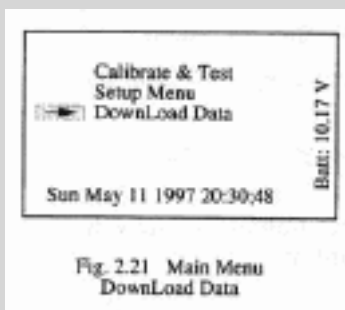 Calibrate & Test
Setup Menu
DownLoad Data
Batt: 10.17 V
Sun May 11 1997 20:30:48
Fig. 2.21 Main Menu
DownLoad Data